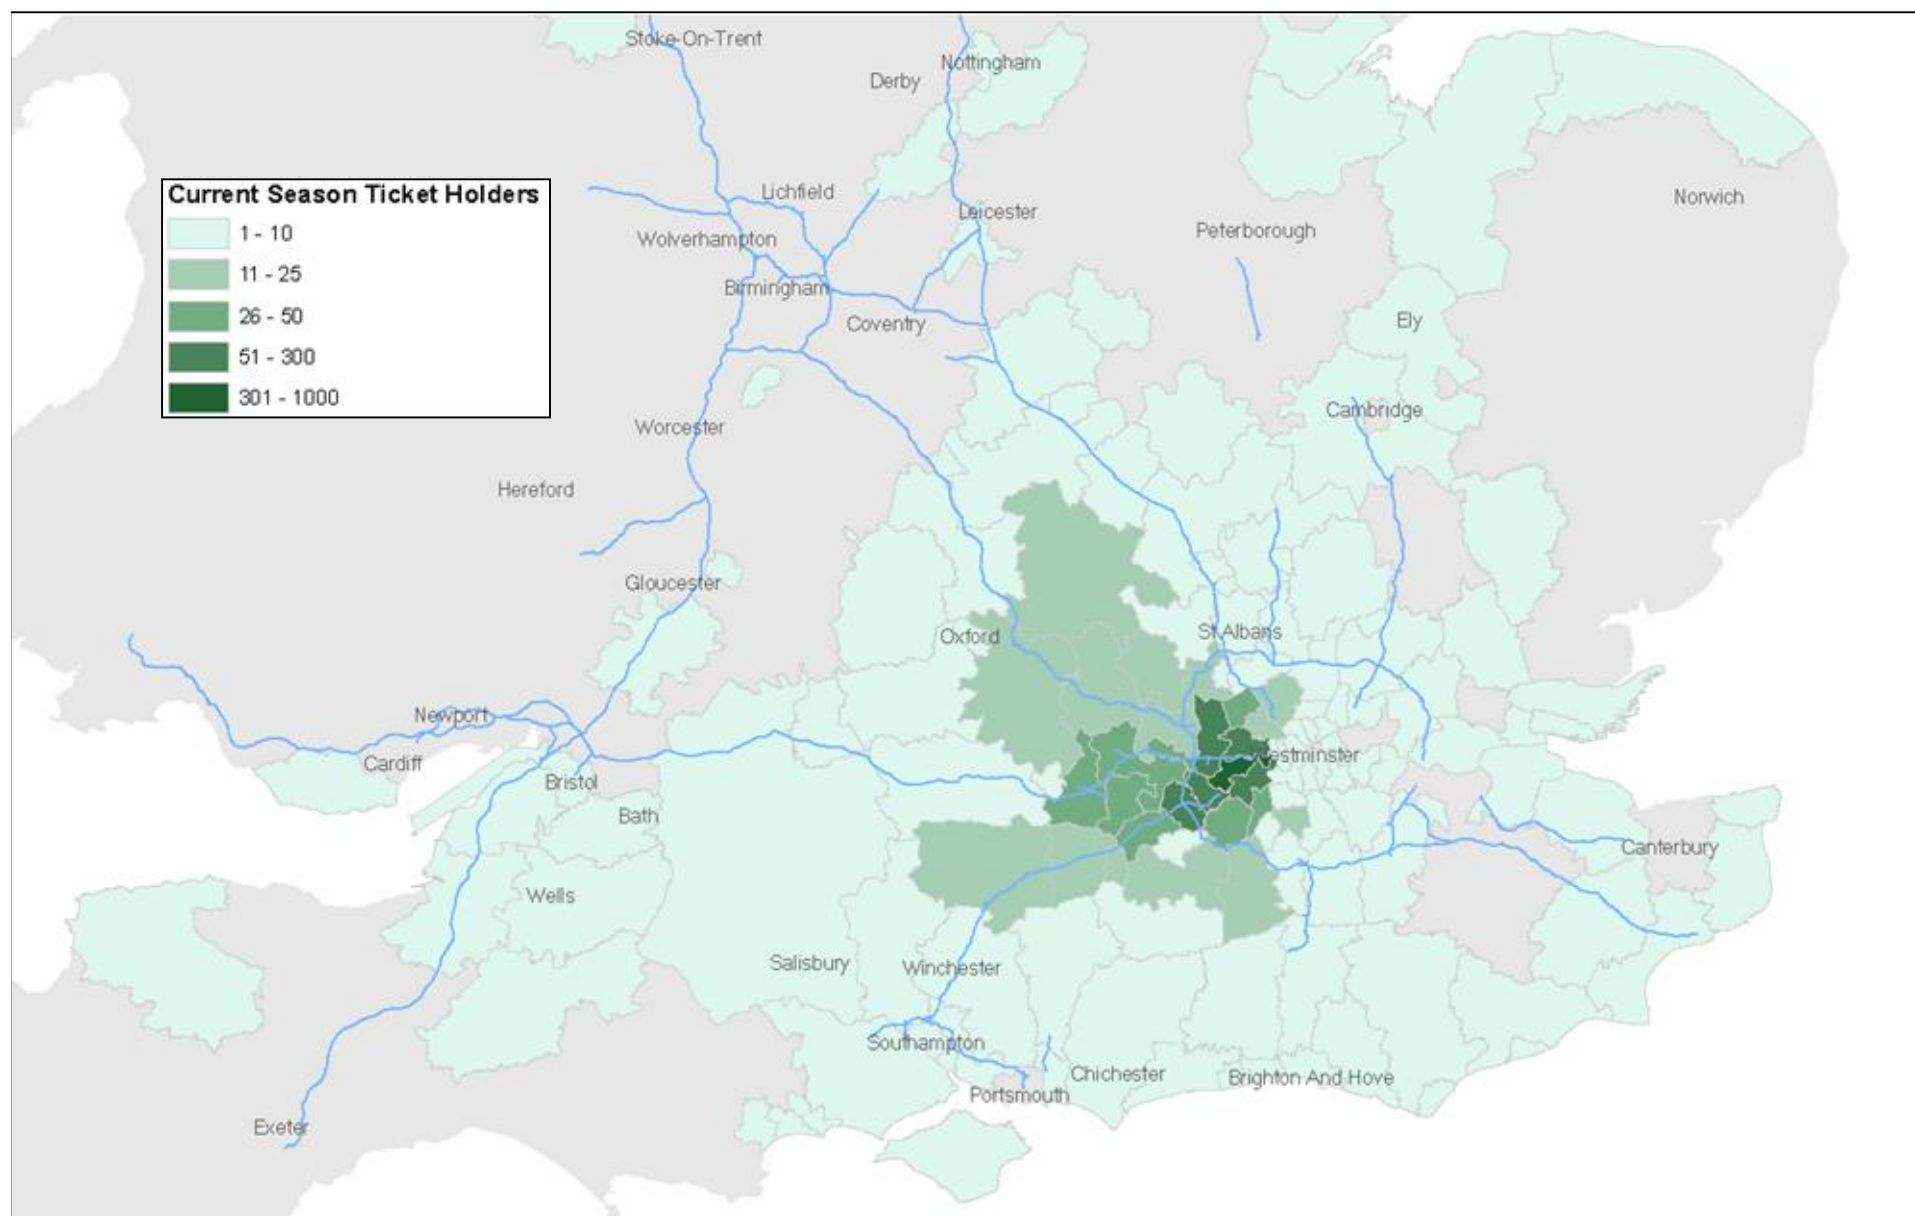 Stoke-On-Trent
Nottingham
Derby
Current Season Ticket Holders
1 - 10
11 - 25
26 - 50
51 - 300
301 - 1000
Lichfield
Norwich
Leicester
Peterborough
Wolverhampton
Birmingham
Coventry
Ely
Cambridge
Worcester
Hereford
Gloucester
Oxford
St Albans
Newport
Westminster
Cardiff
Bristol
Bath
Canterbury
Wells
Salisbury
Winchester
Southampton
Chichester
Brighton And Hove
Portsmouth
Exeter